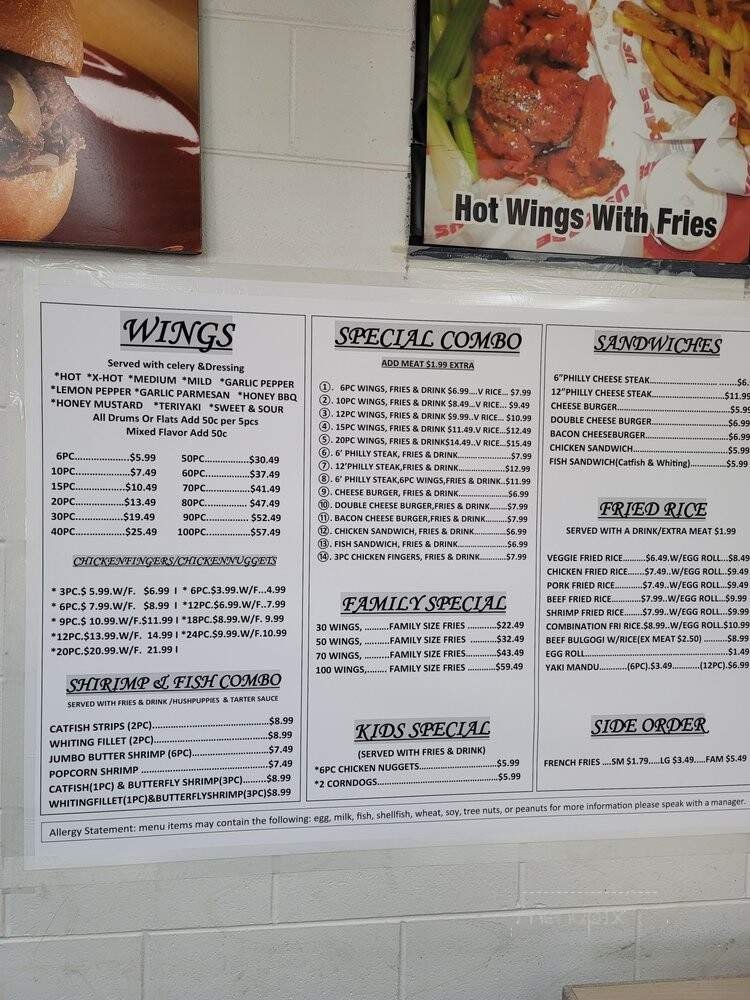 Hot Wings With Fries
WINGS
Served with celery &Dressing
*HOT *X-HOT *MEDIUM *MILD *GARLIC PEPPER
*LEMON PEPPER *GARLIC PARMESAN *HONEY BBQ
*HONEY MUSTARD *TERIYAKI *SWEET & SOUR
All Drums Or Flats Add 50c per 5pcs
Mixed Flavor Add 50c
6PC....................$5.99 50PC..................$30.49
10PC...................$7.49 60PC..................$37.49
15PC..................$10.49 70PC..................$41.49
20PC..................$13.49 80PC.................. $47.49
30PC..................$19.49 90PC.................. $52.49
40PC..................$25.49 100PC.................$57.49
CHICKENFINGERS/CHICKENNUGGETS
* 3PC.$ 5.99.W/F. $6.99 I * 6PC.$3.99.W/F...4.99
* 6PC.$ 7.99.W/F. $8.99 I *12PC.$6.99.W/F..7.99
* 9PC.$ 10.99.W/F.$11.99 I *18PC.$8.99.W/F. 9.99
*12PC.$13.99.W/F. 14.99 I *24PC.$9.99.W/F.10.99
*20PC.$20.99.W/F. 21.99 I
SHIRIMP & FISH COMBO
SERVED WITH FRIES & DRINK /HUSHPUPPIES & TARTER SAUCE
CATFISH STRIPS (2PC)........................................$8.99
WHITING FILLET (2PC).......................................$8.99
JUMBO BUTTER SHRIMP (6PC)..........................$7.49
POPCORN SHRIMP ..........................................$7.49
CATFISH(1PC) & BUTTERFLY SHRIMP(3PC)........$8.99
WHITINGFILLET(1PC)&BUTTERFLYSHRIMP(3PC)$8.99
SPECIAL COMBO
ADD MEAT $1.99 EXTRA
①. 6PC WINGS, FRIES & DRINK $6.99....V RICE... $7.99
②. 10PC WINGS, FRIES & DRINK $8.49...V RICE... $9.49
③. 12PC WINGS, FRIES & DRINK $9.99..V RICE... $10.99
④. 15PC WINGS, FRIES & DRINK $11.49.V RICE...$12.49
⑤. 20PC WINGS, FRIES & DRINK$14.49..V RICE...$15.49
⑥. 6' PHILLY STEAK, FRIES & DRINK...................$7.99
⑦. 12'PHILLY STEAK,FRIES & DRINK..................$12.99
⑧. 6' PHILLY STEAK,6PC WINGS,FRIES & DRINK..$11.99
⑨. CHEESE BURGER, FRIES & DRINK..................$6.99
⑩. DOUBLE CHEESE BURGER,FRIES & DRINK.......$7.99
⑪. BACON CHEESE BURGER,FRIES & DRINK.........$7.99
⑫. CHICKEN SANDWICH, FRIES & DRINK............$6.99
⑬. FISH SANDWICH, FRIES & DRINK...................$6.99
⑭. 3PC CHICKEN FINGERS, FRIES & DRINK..........$7.99
FAMILY SPECIAL
30 WINGS, ..........FAMILY SIZE FRIES ...........$22.49
50 WINGS, ..........FAMILY SIZE FRIES ...........$32.49
70 WINGS, ..........FAMILY SIZE FRIES...........$43.49
100 WINGS,........ FAMILY SIZE FRIES ...........$59.49
KIDS SPECIAL
(SERVED WITH FRIES & DRINK)
*6PC CHICKEN NUGGETS..........................$5.99
*2 CORNDOGS.......................................$5.99
SANDWICHES
6"PHILLY CHEESE STEAK............................ ......$6.
12"PHILLY CHEESE STEAK.................................$11.99
CHEESE BURGER.............................................$5.99
DOUBLE CHEESE BURGER................................$6.99
BACON CHEESEBURGER..................................$6.99
CHICKEN SANDWICH.......................................$5.99
FISH SANDWICH(Catfish & Whiting)...................$5.99
FRIED RICE
SERVED WITH A DRINK/EXTRA MEAT $1.99
VEGGIE FRIED RICE.........$6.49.W/EGG ROLL...$8.49
CHICKEN FRIED RICE......$7.49..W/EGG ROLL..$9.49
PORK FRIED RICE..........$7.49..W/EGG ROLL...$9.49
BEEF FRIED RICE............$7.99..W/EGG ROLL..$9.99
SHRIMP FRIED RICE.......$7.99..W/EGG ROLL...$9.99
COMBINATION FRI RICE.$8.99..W/EGG ROLL.$10.99
BEEF BULGOGI W/RICE(EX MEAT $2.50) .........$8.99
EGG ROLL.....................................................$1.49
YAKI MANDU..........(6PC).$3.49...........(12PC).$6.99
SIDE ORDER
FRENCH FRIES ....SM $1.79.....LG $3.49.....FAM $5.49
Allergy Statement: menu items may contain the following: egg, milk, fish, shellfish, wheat, soy, tree nuts, or peanuts for more information please speak with a manager.
menupix